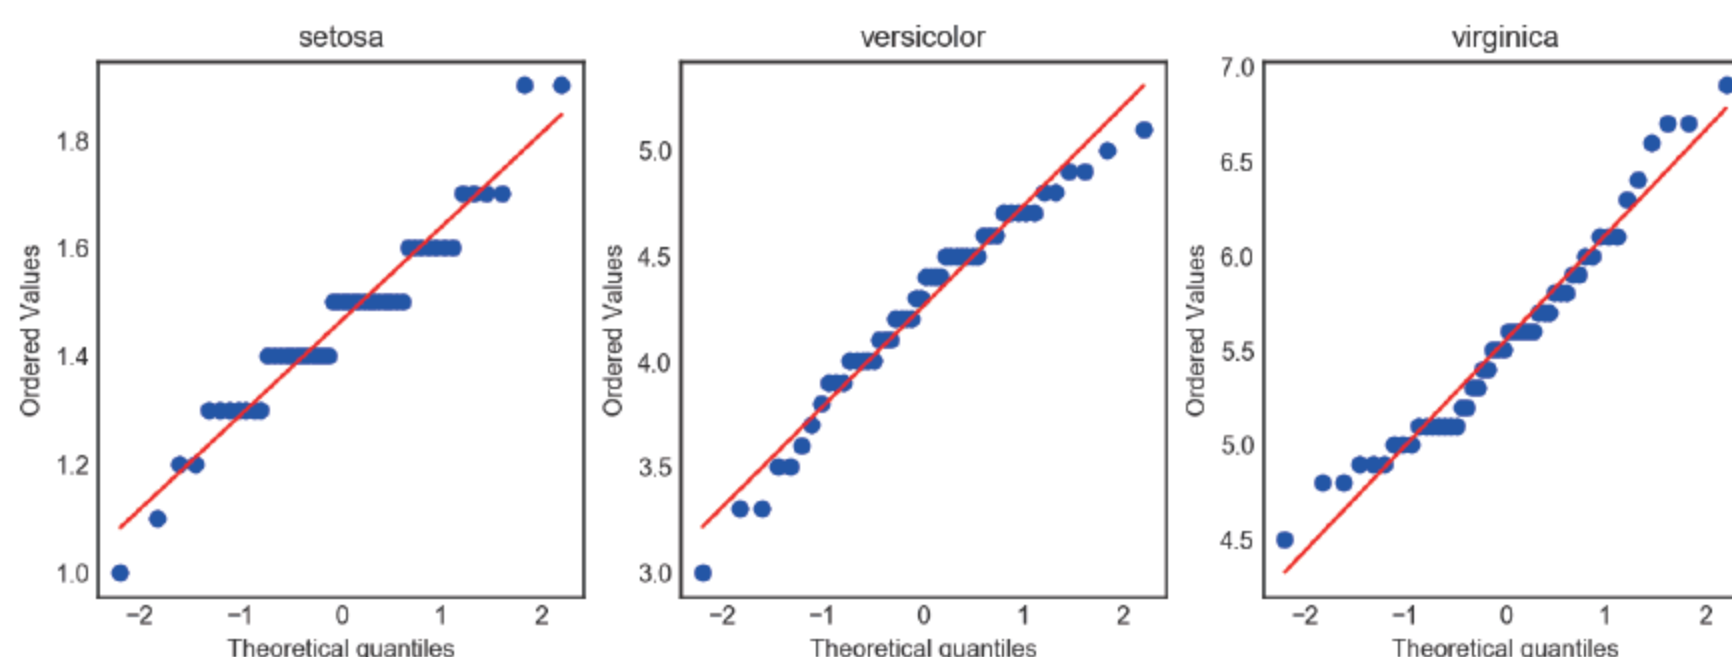 setosa
versicolor
virginica
Ordered Values
1.8
1.6
1.4
1.2
1.0
−2 −1 0 1 2
Theoretical quantiles
Ordered Values
5.0
4.5
4.0
3.5
3.0
−2 −1 0 1 2
Theoretical quantiles
Ordered Values
7.0
6.5
6.0
5.5
5.0
4.5
−2 −1 0 1 2
Theoretical quantiles